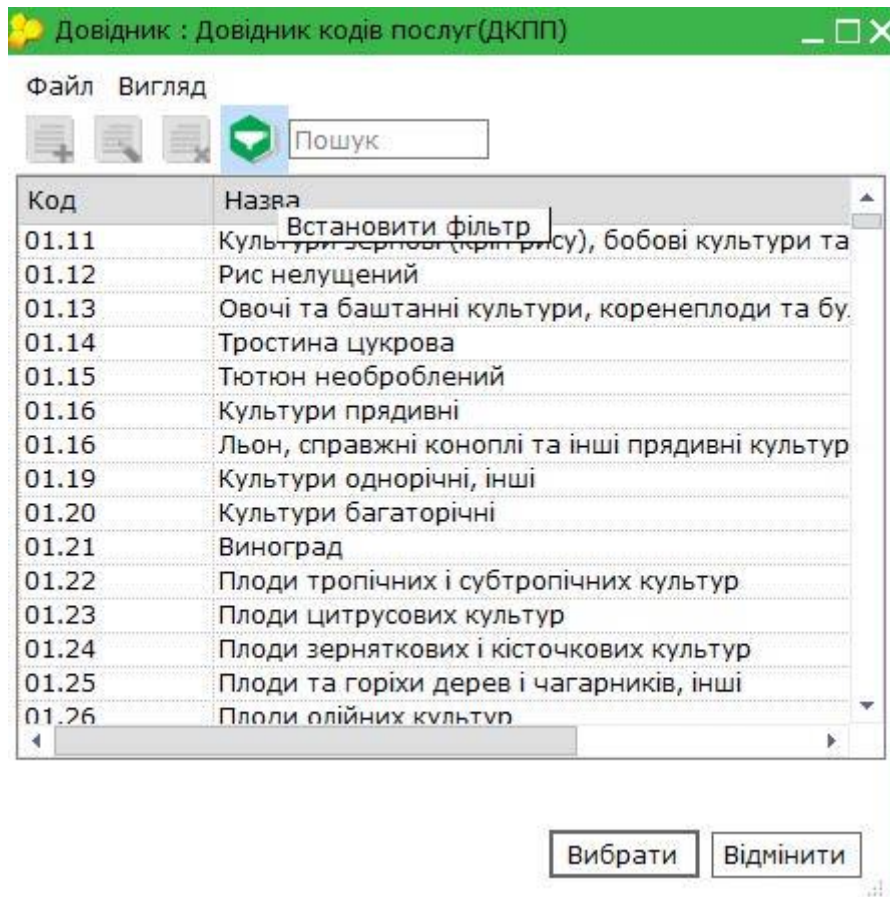 Довідник : Довідник кодів послуг(ДКПП)
Файл Вигляд
Пошук
Код Назва
Встановити фільтр
01.11 Культури зернові (крім рису), бобові культури та
01.12 Рис нелущений
01.13 Овочі та баштанні культури, коренеплоди та бу
01.14 Тростина цукрова
01.15 Тютюн необроблений
01.16 Культури прядивні
01.16 Льон, справжні коноплі та інші прядивні культур
01.19 Культури однорічні, інші
01.20 Культури багаторічні
01.21 Виноград
01.22 Плоди тропічних і субтропічних культур
01.23 Плоди цитрусових культур
01.24 Плоди зерняткових і кісточкових культур
01.25 Плоди та горіхи дерев і чагарників, інші
01.26 Плоди олійних культур
Вибрати Відмінити